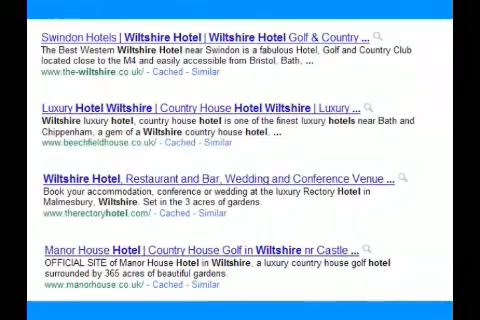 Swindon Hotels | Wiltshire Hotel | Wiltshire Hotel Golf & Country ...
The Best Western Wiltshire Hotel near Swindon is a fabulous Hotel, Golf and Country Club
located close to the M4 and easily accessible from Bristol, Bath, ...
www.the-wiltshire.co.uk/ - Cached - Similar
Luxury Hotel Wiltshire | Country House Hotel Wiltshire | Luxury ...
Wiltshire luxury hotel, country house hotel is one of the finest luxury hotels near Bath and
Chippenham, a gem of a Wiltshire country house hotel, ...
www.beechfieldhouse.co.uk/ - Cached - Similar
Wiltshire Hotel, Restaurant and Bar, Wedding and Conference Venue ...
Book your accommodation, conference or wedding at the luxury Rectory Hotel in
Malmesbury, Wiltshire. Set in the 3 acres of gardens.
www.therectoryhotel.com/ - Cached - Similar
Manor House Hotel | Country House Golf in Wiltshire nr Castle ...
OFFICIAL SITE of Manor House Hotel in Wiltshire, a luxury country house golf hotel
surrounded by 365 acres of beautiful gardens.
www.manorhouse.co.uk/ - Cached - Similar